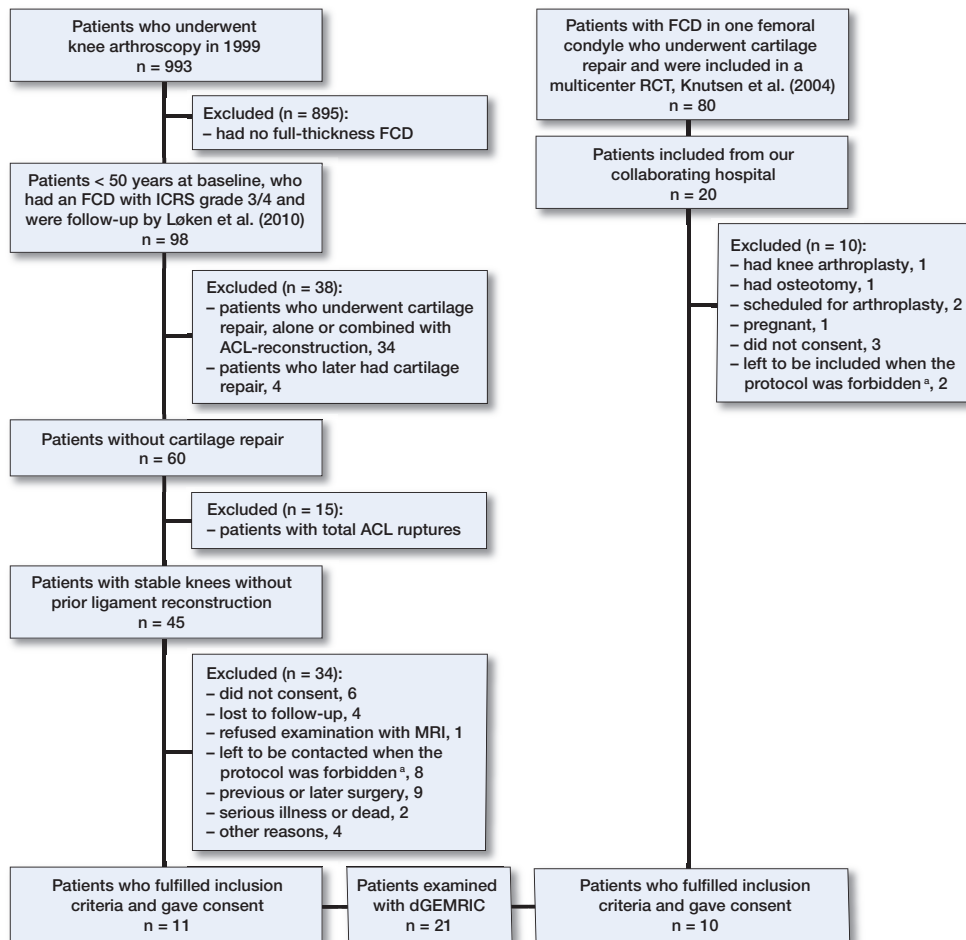 Patients who underwent
knee arthroscopy in 1999
n = 993
Excluded (n = 895):
– had no full-thickness FCD
Patients < 50 years at baseline, who
had an FCD with ICRS grade 3/4 and
were follow-up by Løken et al. (2010)
n = 98
Excluded (n = 38):
– patients who underwent cartilage
repair, alone or combined with
ACL-reconstruction, 34
– patients who later had cartilage
repair, 4
Patients without cartilage repair
n = 60
Excluded (n = 15):
– patients with total ACL ruptures
Patients with stable knees without
prior ligament reconstruction
n = 45
Excluded (n = 34):
– did not consent, 6
– lost to follow-up, 4
– refused examination with MRI, 1
– left to be contacted when the
protocol was forbidden ᵃ, 8
– previous or later surgery, 9
– serious illness or dead, 2
– other reasons, 4
Patients who fulfilled inclusion
criteria and gave consent
n = 11
Patients examined
with dGEMRIC
n = 21
Patients with FCD in one femoral
condyle who underwent cartilage
repair and were included in a
multicenter RCT, Knutsen et al. (2004)
n = 80
Patients included from our
collaborating hospital
n = 20
Excluded (n = 10):
– had knee arthroplasty, 1
– had osteotomy, 1
– scheduled for arthroplasty, 2
– pregnant, 1
– did not consent, 3
– left to be included when the
protocol was forbidden ᵃ, 2
Patients who fulfilled inclusion
criteria and gave consent
n = 10